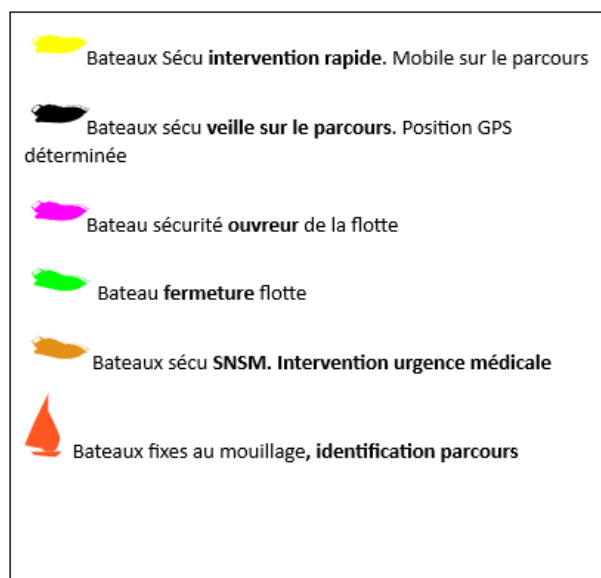 Bateaux Sécu intervention rapide. Mobile sur le parcours
Bateaux sécu veille sur le parcours. Position GPS
déterminée
Bateau sécurité ouvreur de la flotte
Bateau fermeture flotte
Bateaux sécu SNSM. Intervention urgence médicale
Bateaux fixes au mouillage, identification parcours